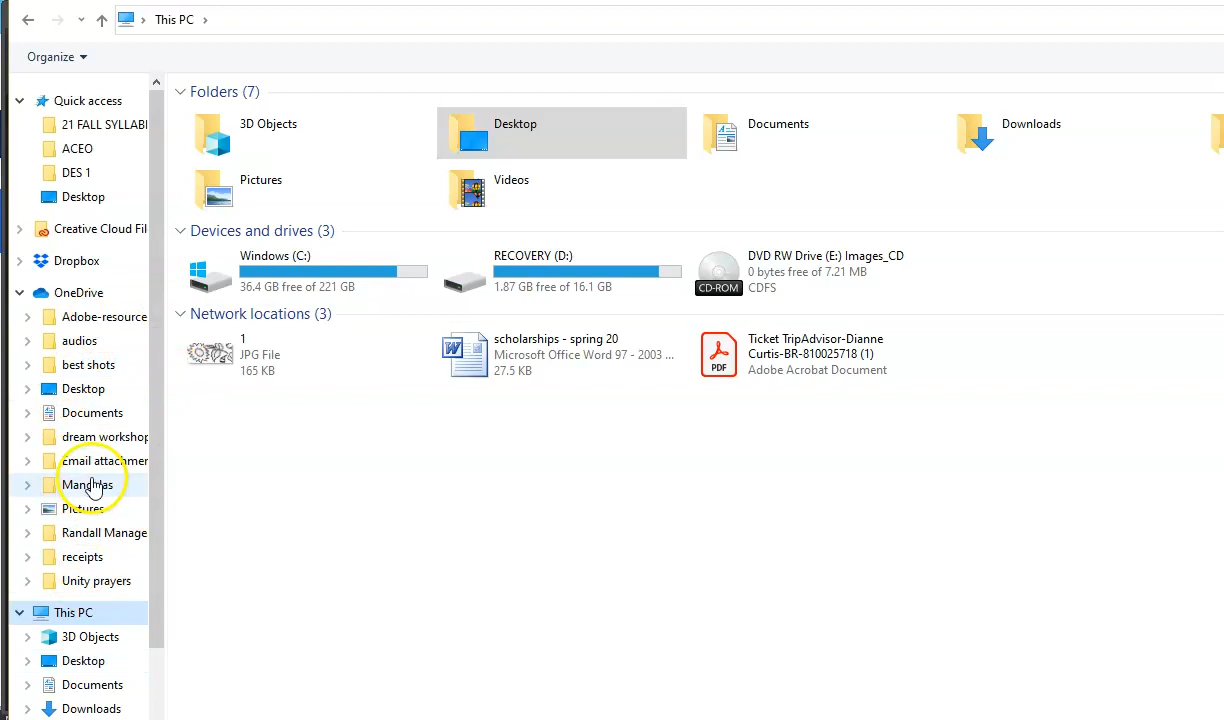 This PC
Organize
Quick access
21 FALL SYLLABI
ACEO
DES 1
Desktop
Creative Cloud Fil
Dropbox
OneDrive
Adobe-resource
audios
best shots
Desktop
Documents
dream workshop
Email attachmer
Mandalas
Pictures
Randall Manage
receipts
Unity prayers
This PC
3D Objects
Desktop
Documents
Downloads
Folders (7)
3D Objects
Desktop
Documents
Downloads
Pictures
Videos
Devices and drives (3)
Windows (C:)
36.4 GB free of 221 GB
RECOVERY (D:)
1.87 GB free of 16.1 GB
CD-ROM
DVD RW Drive (E:) Images_CD
0 bytes free of 7.21 MB
CDFS
Network locations (3)
1
JPG File
165 KB
scholarships - spring 20
Microsoft Office Word 97 - 2003 ...
27.5 KB
PDF
Ticket TripAdvisor-Dianne
Curtis-BR-810025718 (1)
Adobe Acrobat Document